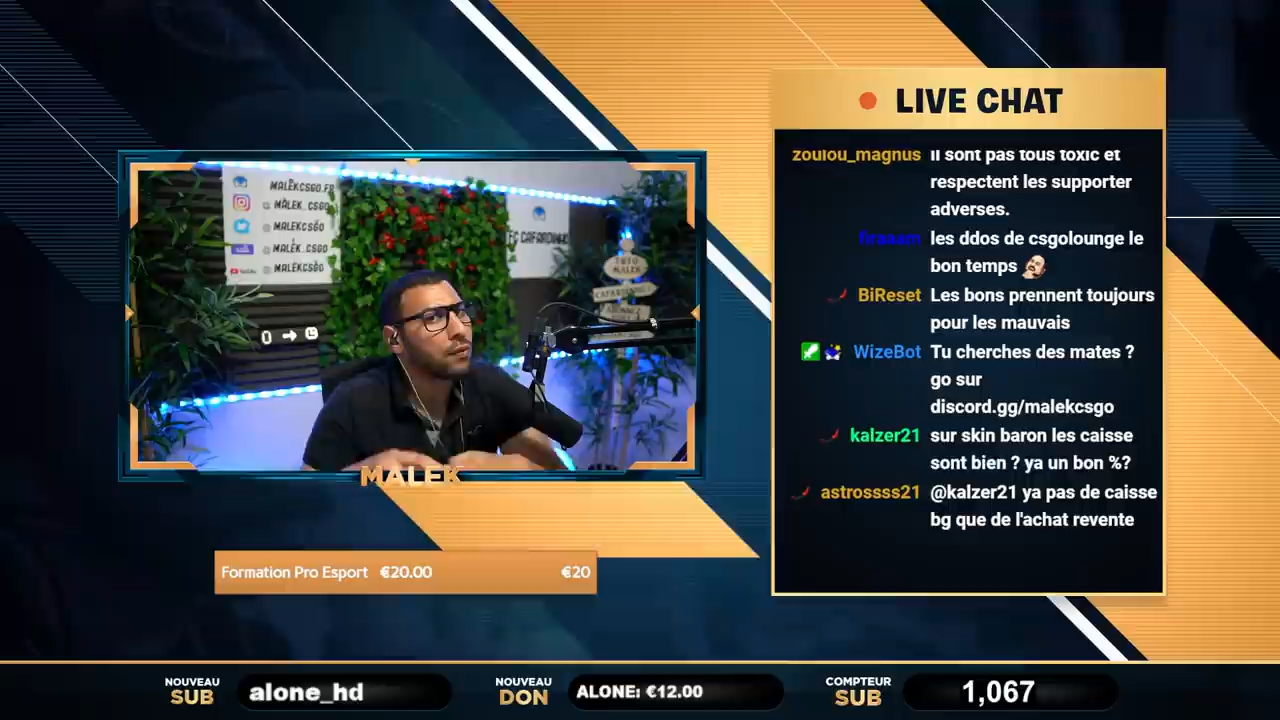 LIVE CHAT
zoulou_magnus il sont pas tous toxic et
respectent les supporter
adverses.
firaaam les ddos de csgolounge le
bon temps
BiReset Les bons prennent toujours
pour les mauvais
WizeBot Tu cherches des mates ?
go sur
discord.gg/malekcsgo
kalzer21 sur skin baron les caisse
sont bien ? ya un bon %?
astrossss21 @kalzer21 ya pas de caisse
bg que de l'achat revente
MALEKCSGO.FR
@ MALEK_CSGO
@ MALEKCSGO
@ MALEK_CSGO
@ MALEKCSGO
TOTO
MALEK
0
MALEK
Formation Pro Esport €20.00 €20
NOUVEAU
SUB
alone_hd
NOUVEAU
DON
ALONE: €12.00
COMPTEUR
SUB
1,067